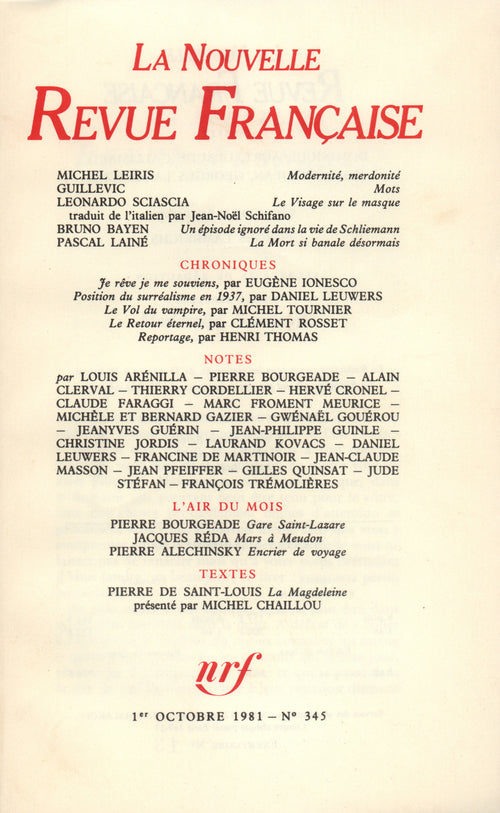 LA NOUVELLE
REVUE FRANÇAISE
MICHEL LEIRIS Modernité, merdonité
GUILLEVIC Mots
LEONARDO SCIASCIA Le Visage sur le masque
traduit de l'italien par Jean-Noël Schifano
BRUNO BAYEN Un épisode ignoré dans la vie de Schliemann
PASCAL LAINÉ La Mort si banale désormais
CHRONIQUES
Je rêve je me souviens, par EUGÈNE IONESCO
Position du surréalisme en 1937, par DANIEL LEUWERS
Le Vol du vampire, par MICHEL TOURNIER
Le Retour éternel, par CLÉMENT ROSSET
Reportage, par HENRI THOMAS
NOTES
par LOUIS ARÉNILLA – PIERRE BOURGEADE – ALAIN
CLERVAL – THIERRY CORDELLIER – HERVÉ CRONEL –
CLAUDE FARAGGI – MARC FROMENT MEURICE –
MICHÈLE ET BERNARD GAZIER – GWÉNAËL GOUÉROU
– JEANYVES GUÉRIN – JEAN-PHILIPPE GUINLE –
CHRISTINE JORDIS – LAURAND KOVACS – DANIEL
LEUWERS – FRANCINE DE MARTINOIR – JEAN-CLAUDE
MASSON – JEAN PFEIFFER – GILLES QUINSAT – JUDE
STÉFAN – FRANÇOIS TRÉMOLIÈRES
L'AIR DU MOIS
PIERRE BOURGEADE Gare Saint-Lazare
JACQUES RÉDA Mars à Meudon
PIERRE ALECHINSKY Encrier de voyage
TEXTES
PIERRE DE SAINT-LOUIS La Magdeleine
présenté par MICHEL CHAILLOU
nrf
1er OCTOBRE 1981 – N° 345